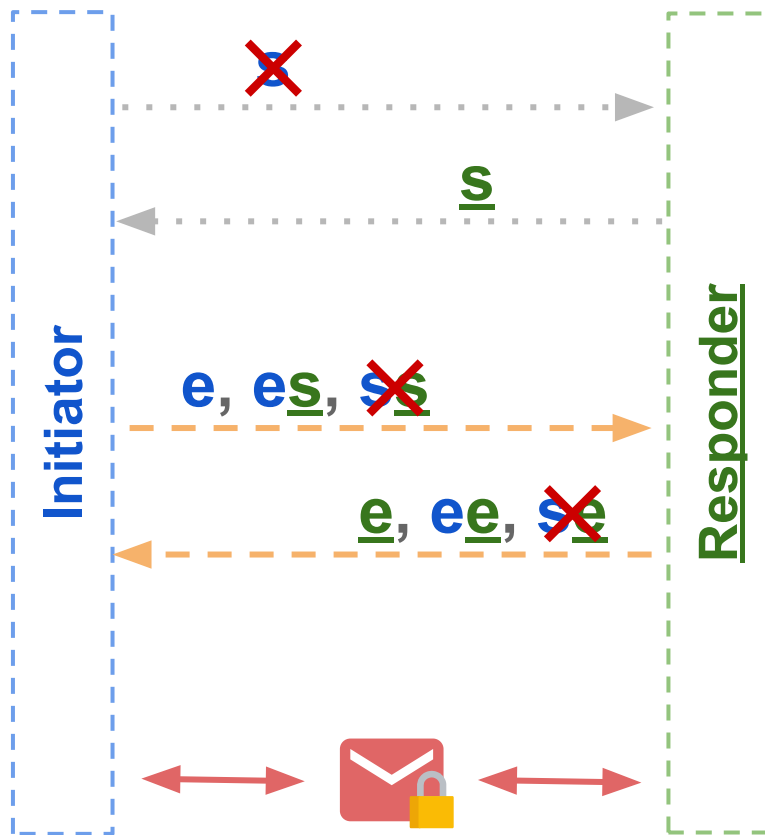 s
s
Initiator
Responder
e, es, ss
e, ee, se